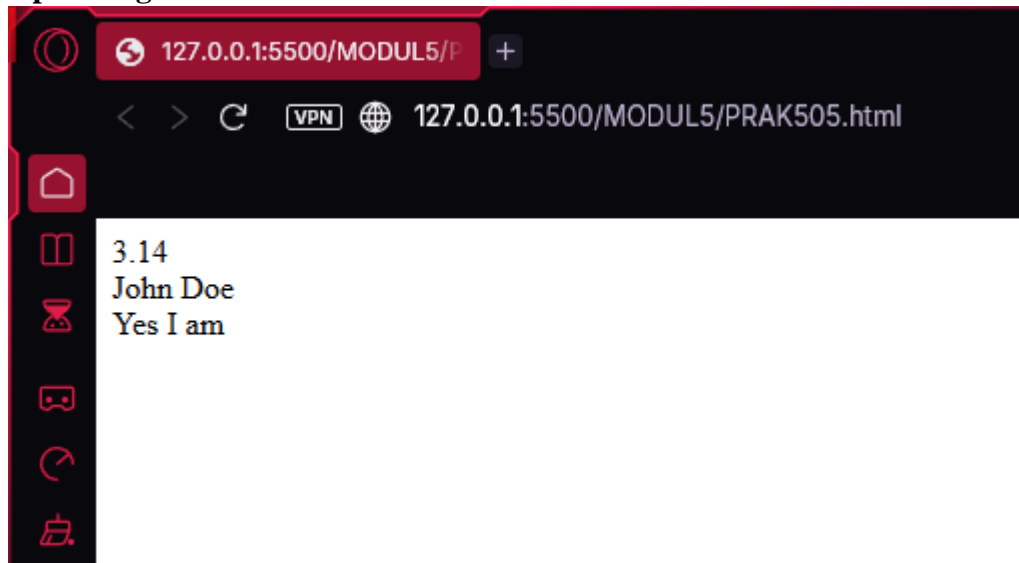 127.0.0.1:5500/MODUL5/P
VPN 127.0.0.1:5500/MODUL5/PRAK505.html
3.14
John Doe
Yes I am